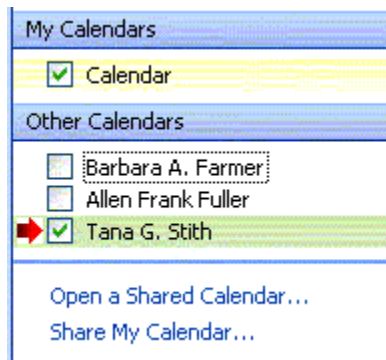 My Calendars
Calendar
Other Calendars
Barbara A. Farmer
Allen Frank Fuller
Tana G. Stith
Open a Shared Calendar...
Share My Calendar...